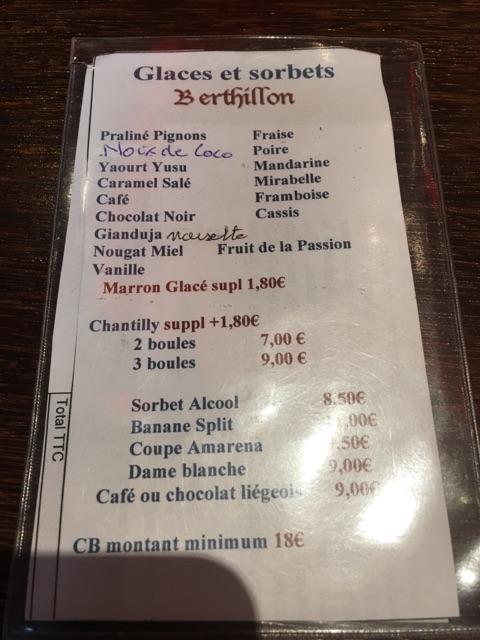 Glaces et sorbets
Berthillon
Praliné Pignons
Noix de Coco
Yaourt Yusu
Caramel Salé
Café
Chocolat Noir
Gianduja noisette
Nougat Miel
Vanille
Fraise
Poire
Mandarine
Mirabelle
Framboise
Cassis
Fruit de la Passion
Marron Glacé supl 1,80€
Chantilly suppl +1,80€
2 boules 7,00 €
3 boules 9,00 €
Sorbet Alcool 8.50€
Banane Split
Coupe Amarena
Dame blanche 9,00€
Café ou chocolat liégeois 9,00€
CB montant minimum 18€
Total TTC